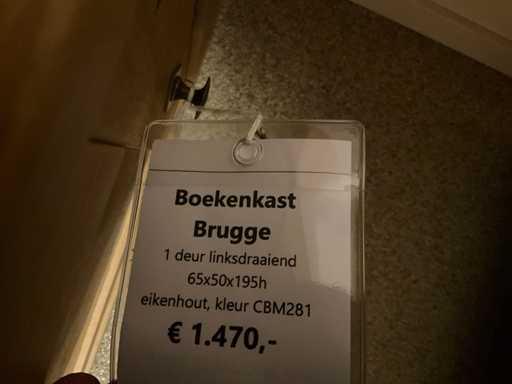 Boekenkast
Brugge
1 deur linksdraaiend
65x50x195h
eikenhout, kleur CBM281
€ 1.470,-